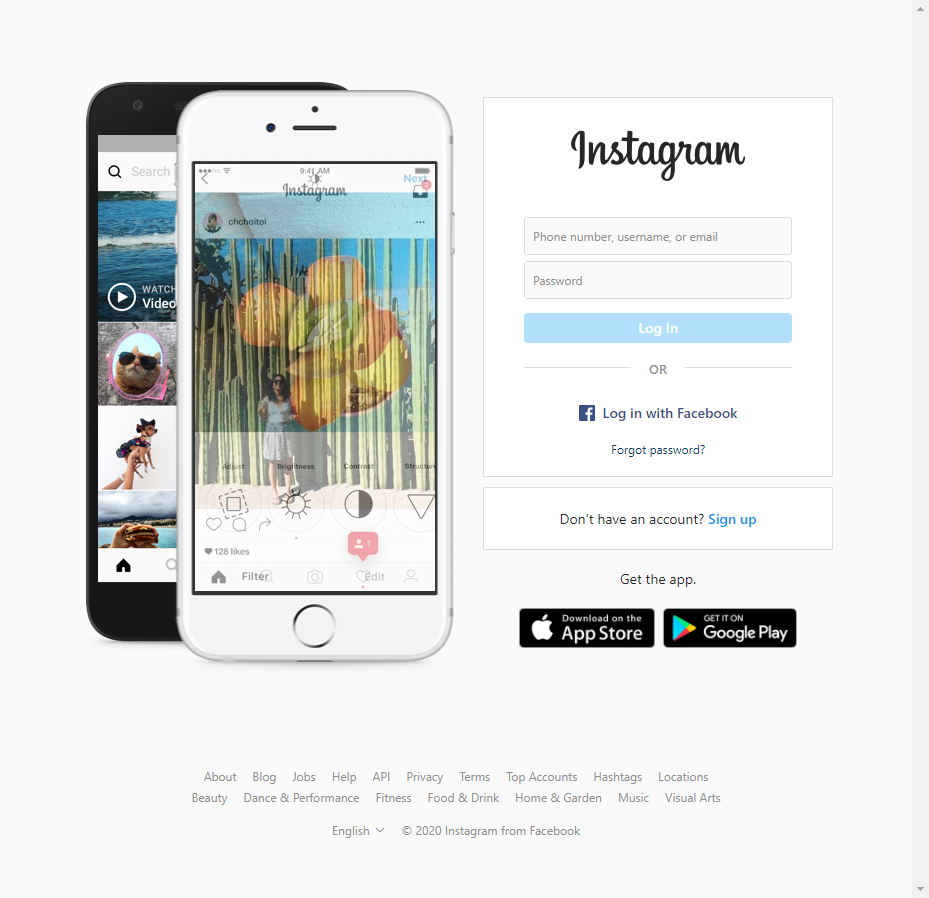 Search
WATCH
Video
9:41 AM
Instagram
Next
2
chchoitoi
Adjust
Brightness
Contrast
Structure
128 likes
1
Filter
Edit
Instagram
Phone number, username, or email
Password
Log In
OR
Log in with Facebook
Forgot password?
Don't have an account? Sign up
Get the app.
Download on the
App Store
GET IT ON
Google Play
About Blog Jobs Help API Privacy Terms Top Accounts Hashtags Locations
Beauty Dance & Performance Fitness Food & Drink Home & Garden Music Visual Arts
English © 2020 Instagram from Facebook